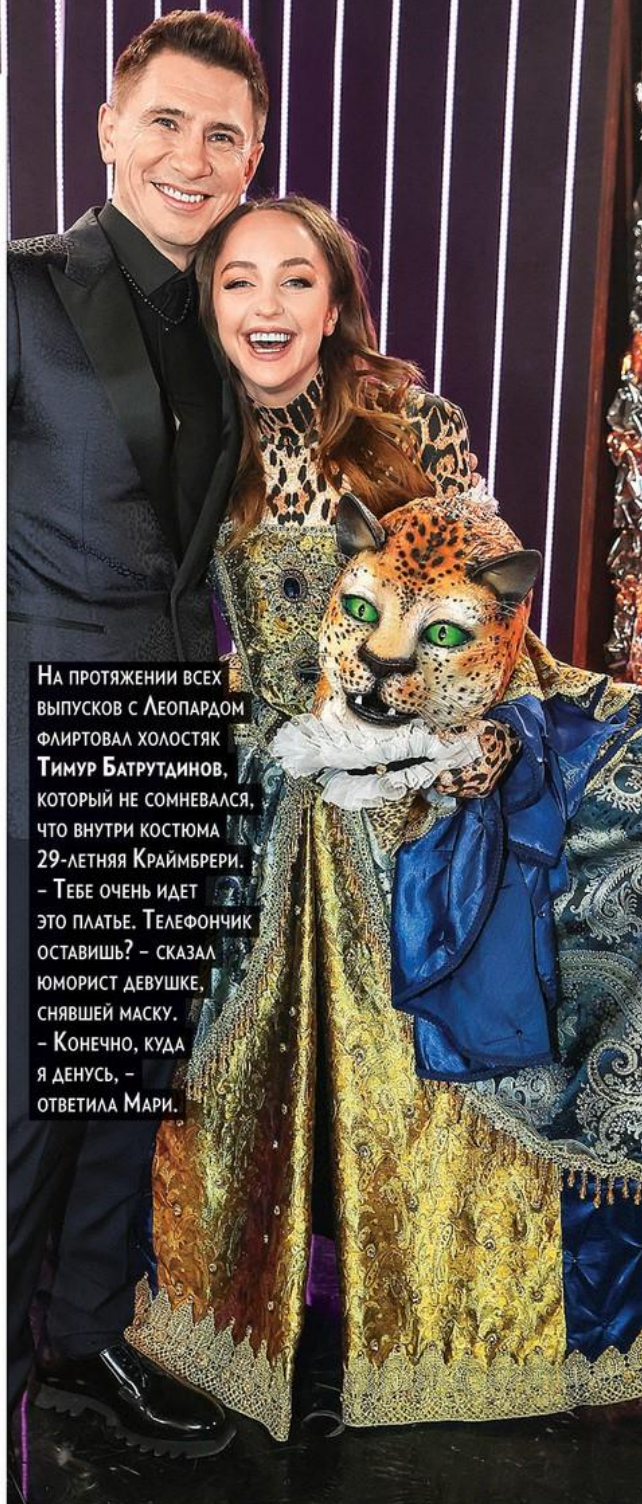 На протяжении всех
выпусков с Леопардом
флиртовал холостяк
Тимур Батрутдинов,
который не сомневался,
что внутри костюма
29-летняя Краймбрери.
– Тебе очень идет
это платье. Телефончик
оставишь? – сказал
юморист девушке,
снявшей маску.
– Конечно, куда
я денусь, –
ответила Мари.